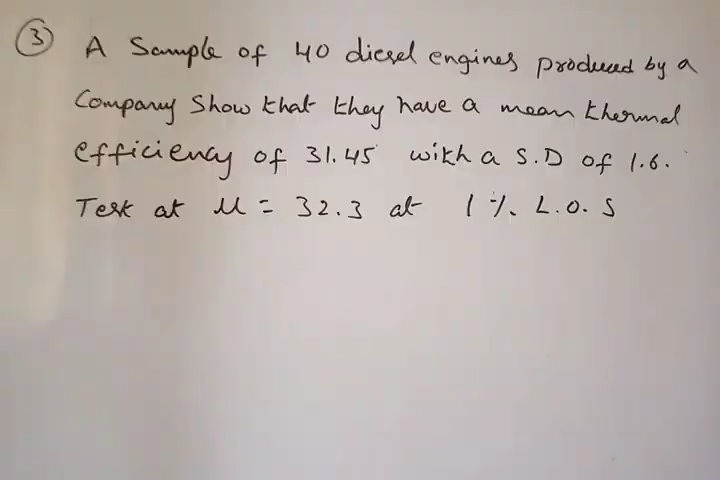 3 A Sample of 40 diesel engines produced by a
Company Show that they have a mean thermal
efficiency of 31.45 with a S.D of 1.6.
Test at μ = 32.3 at 1 %. L.O.S